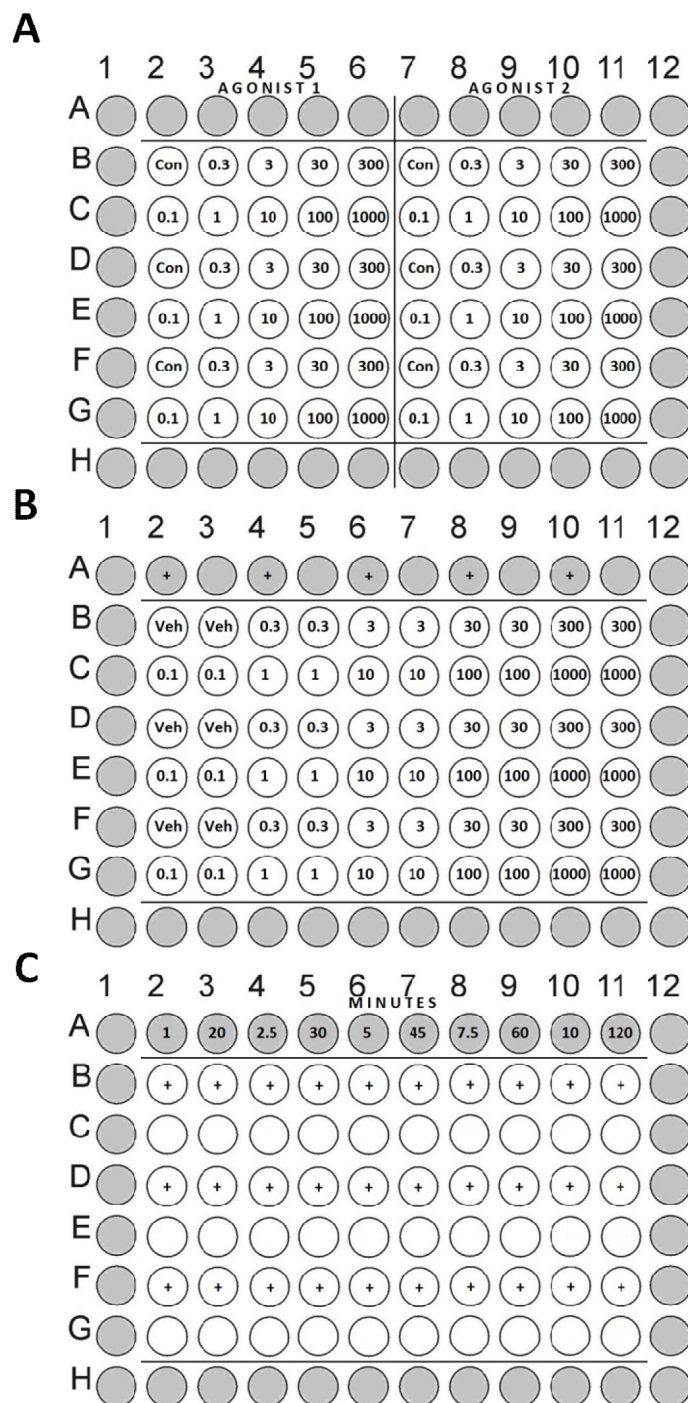 A
1 2 3 4 5 6 7 8 9 10 11 12
AGONIST 1 AGONIST 2
A
B Con 0.3 3 30 300 Con 0.3 3 30 300
C 0.1 1 10 100 1000 0.1 1 10 100 1000
D Con 0.3 3 30 300 Con 0.3 3 30 300
E 0.1 1 10 100 1000 0.1 1 10 100 1000
F Con 0.3 3 30 300 Con 0.3 3 30 300
G 0.1 1 10 100 1000 0.1 1 10 100 1000
H
B
1 2 3 4 5 6 7 8 9 10 11 12
A + + + + +
B Veh Veh 0.3 0.3 3 3 30 30 300 300
C 0.1 0.1 1 1 10 10 100 100 1000 1000
D Veh Veh 0.3 0.3 3 3 30 30 300 300
E 0.1 0.1 1 1 10 10 100 100 1000 1000
F Veh Veh 0.3 0.3 3 3 30 30 300 300
G 0.1 0.1 1 1 10 10 100 100 1000 1000
H
C
1 2 3 4 5 6 7 8 9 10 11 12
MINUTES
A 1 20 2.5 30 5 45 7.5 60 10 120
B + + + + + + + + + +
C
D + + + + + + + + + +
E
F + + + + + + + + + +
G
H